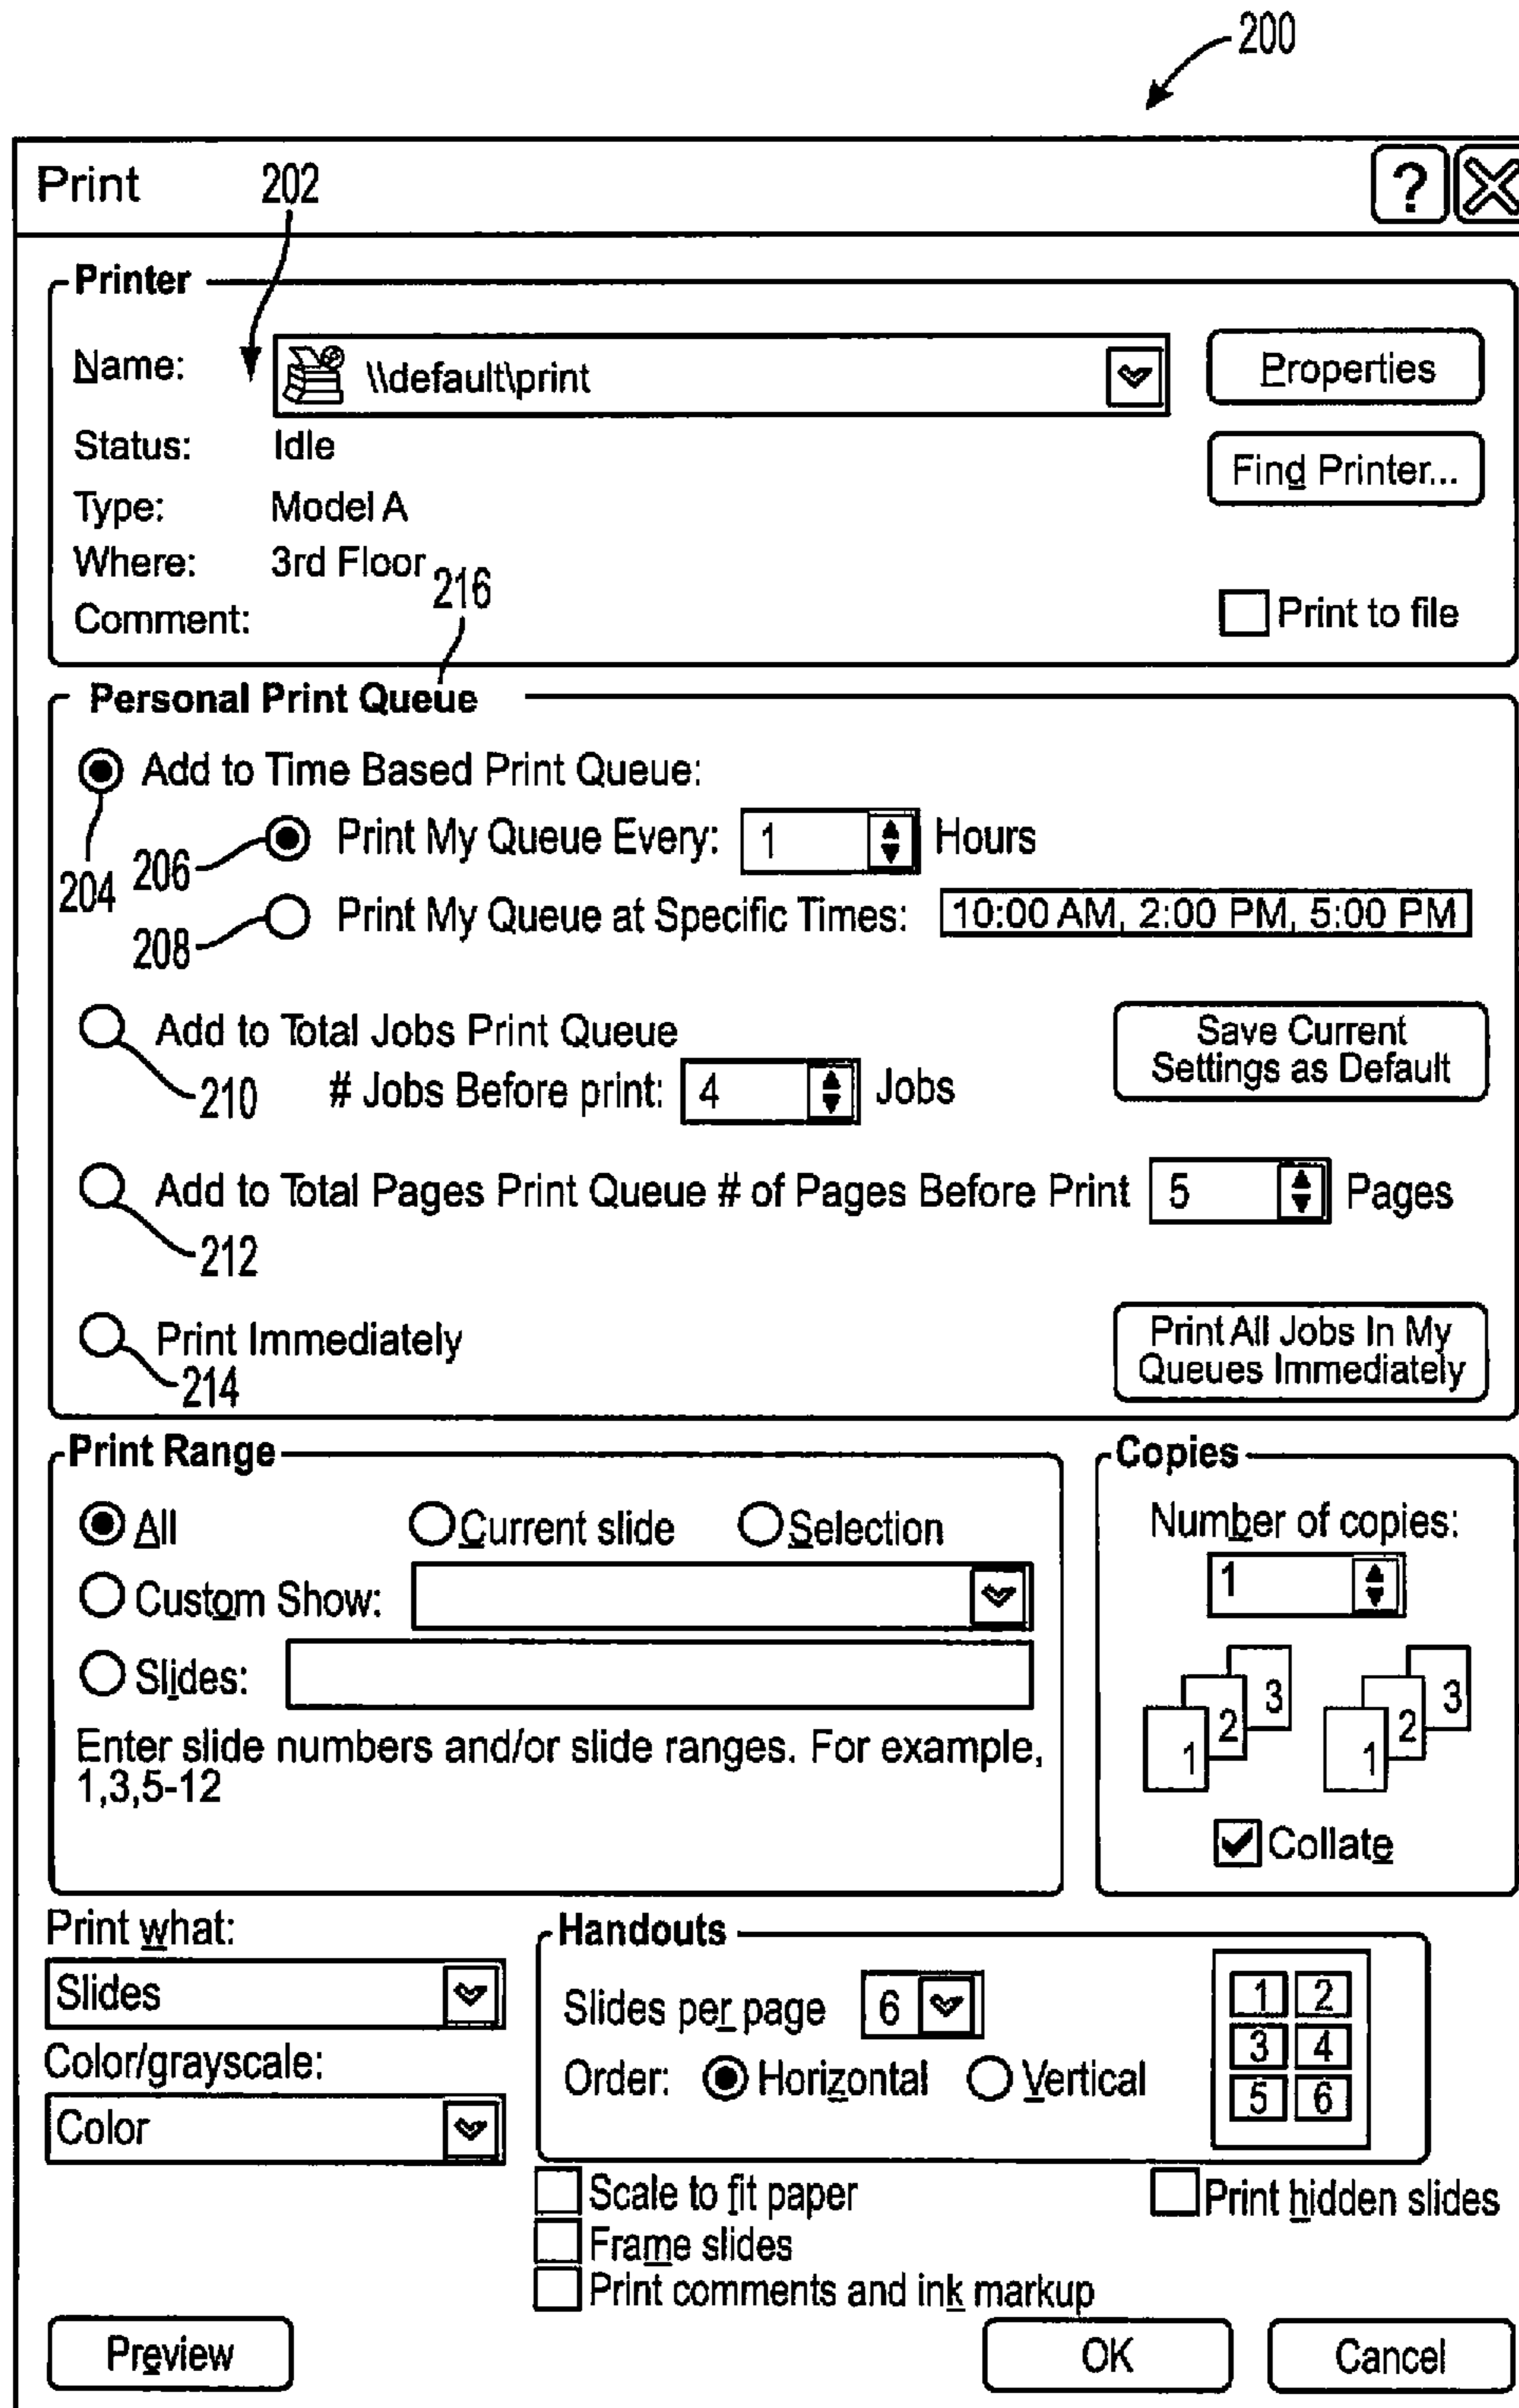 200
Print 202 ?
Printer
Name: \\default\print Properties
Status: Idle Find Printer...
Type: Model A
Where: 3rd Floor
216
Comment: Print to file
Personal Print Queue
Add to Time Based Print Queue:
206 Print My Queue Every: 1 Hours
204
208 Print My Queue at Specific Times: 10:00 AM, 2:00 PM, 5:00 PM
Add to Total Jobs Print Queue Save Current
Settings as Default
210 # Jobs Before print: 4 Jobs
Add to Total Pages Print Queue # of Pages Before Print 5 Pages
212
Print Immediately Print All Jobs In My
Queues Immediately
214
Print Range
All Current slide Selection
Custom Show:
Slides:
Enter slide numbers and/or slide ranges. For example,
1,3,5-12
Copies
Number of copies:
1
1 2 3 1 2 3
Collate
Print what:
Slides
Color/grayscale:
Color
Handouts
Slides per page 6
Order: Horizontal Vertical
1 2
3 4
5 6
Scale to fit paper Print hidden slides
Frame slides
Print comments and ink markup
Preview OK Cancel